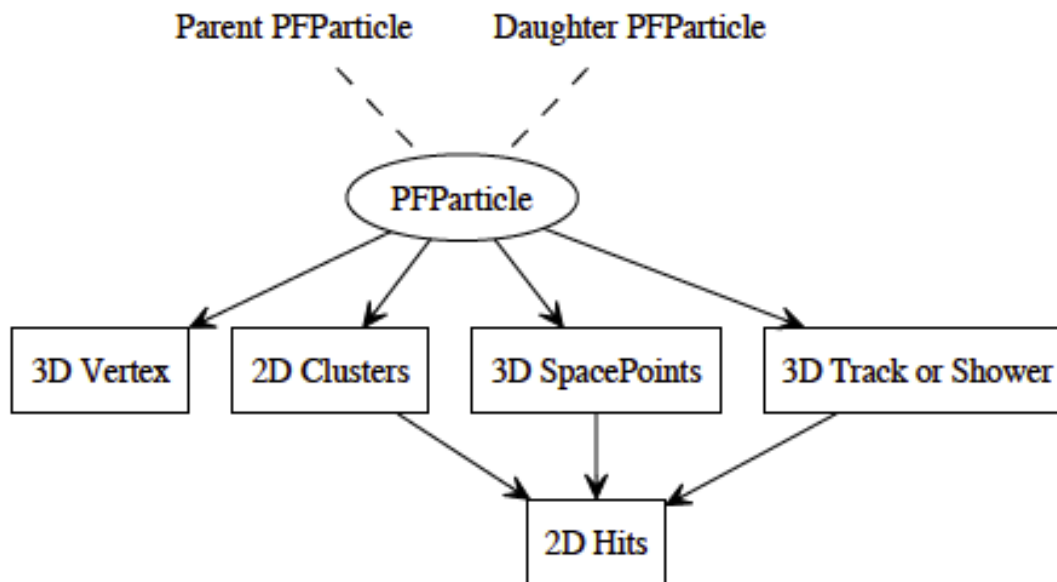 Parent PFParticle
Daughter PFParticle
PFParticle
3D Vertex
2D Clusters
3D SpacePoints
3D Track or Shower
2D Hits